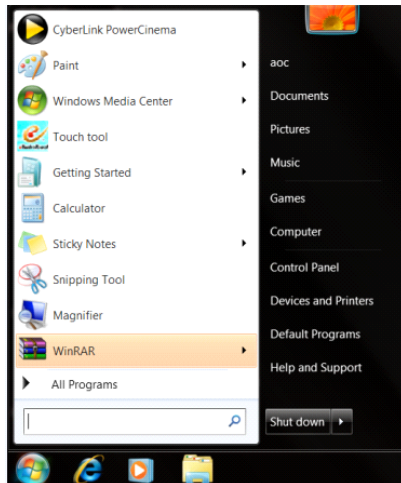 CyberLink PowerCinema
Paint
Windows Media Center
Touch tool
Getting Started
Calculator
Sticky Notes
Snipping Tool
Magnifier
WinRAR
All Programs
aoc
Documents
Pictures
Music
Games
Computer
Control Panel
Devices and Printers
Default Programs
Help and Support
Shut down